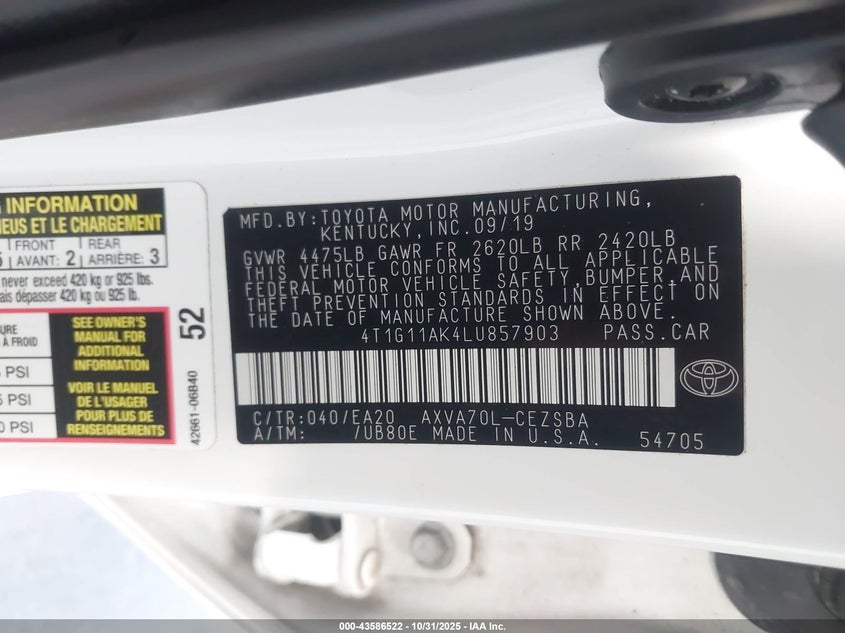 INFORMATION
NEUS ET LE CHARGEMENT
FRONT
AVANT: 2
REAR
ARRIÈRE: 3
never exceed 420 kg or 925 lbs.
dépasser 420 kg ou 925 lb.
À FROID
PSI
PSI
PSI
SEE OWNER'S
MANUAL FOR
ADDITIONAL
INFORMATION
VOIR LE MANUEL
DE L'USAGER
POUR PLUS DE
RENSEIGNEMENTS
52
42661-06B40
MFD.BY:TOYOTA MOTOR MANUFACTURING,
KENTUCKY,INC.09/19
GVWR 4475LB GAWR FR 2620LB RR 2420LB
THIS VEHICLE CONFORMS TO ALL APPLICABLE
FEDERAL MOTOR VEHICLE SAFETY,BUMPER,AND
THEFT PREVENTION STANDARDS IN EFFECT ON
THE DATE OF MANUFACTURE SHOWN ABOVE.
4T1G11AK4LU857903 PASS.CAR
C/TR:040/EA20 AXVA70L-CEZSBA
A/TM: /UB80E MADE IN U.S.A. 54705
000-43586522 - 10/31/2025 - IAA Inc.